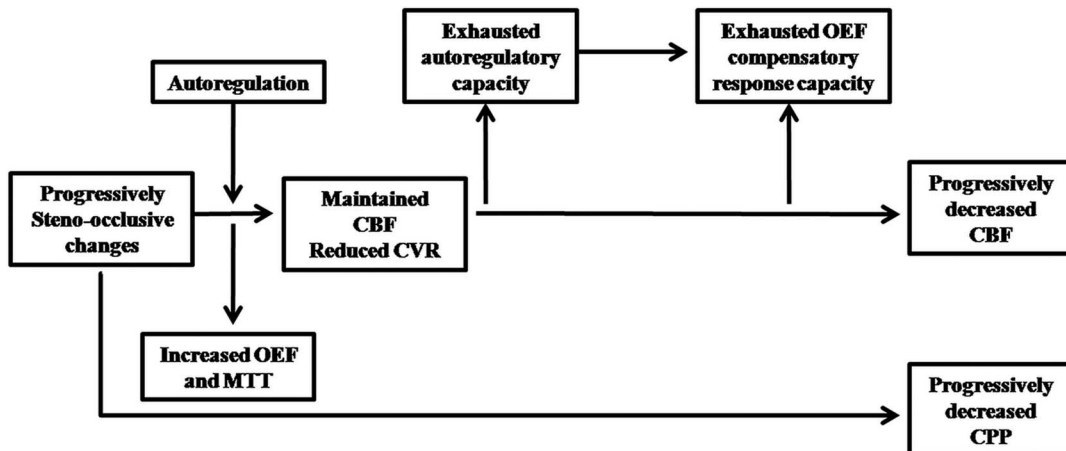 Exhausted
autoregulatory
capacity
Exhausted OEF
compensatory
response capacity
Autoregulation
Progressively
Steno-occlusive
changes
Maintained
CBF
Reduced CVR
Progressively
decreased
CBF
Increased OEF
and MTT
Progressively
decreased
CPP